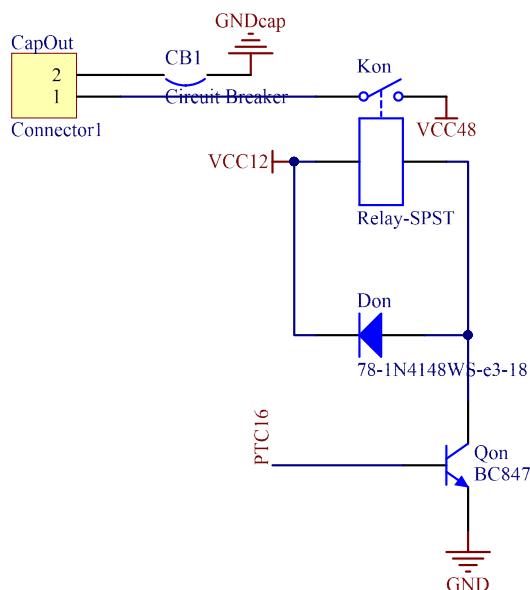 GNDcap
CapOut
CB1
Kon
2
1
Circuit Breaker
Connector1
VCC48
VCC12
Relay-SPST
Don
78-1N4148WS-e3-18
PTC16
Qon
BC847
GND